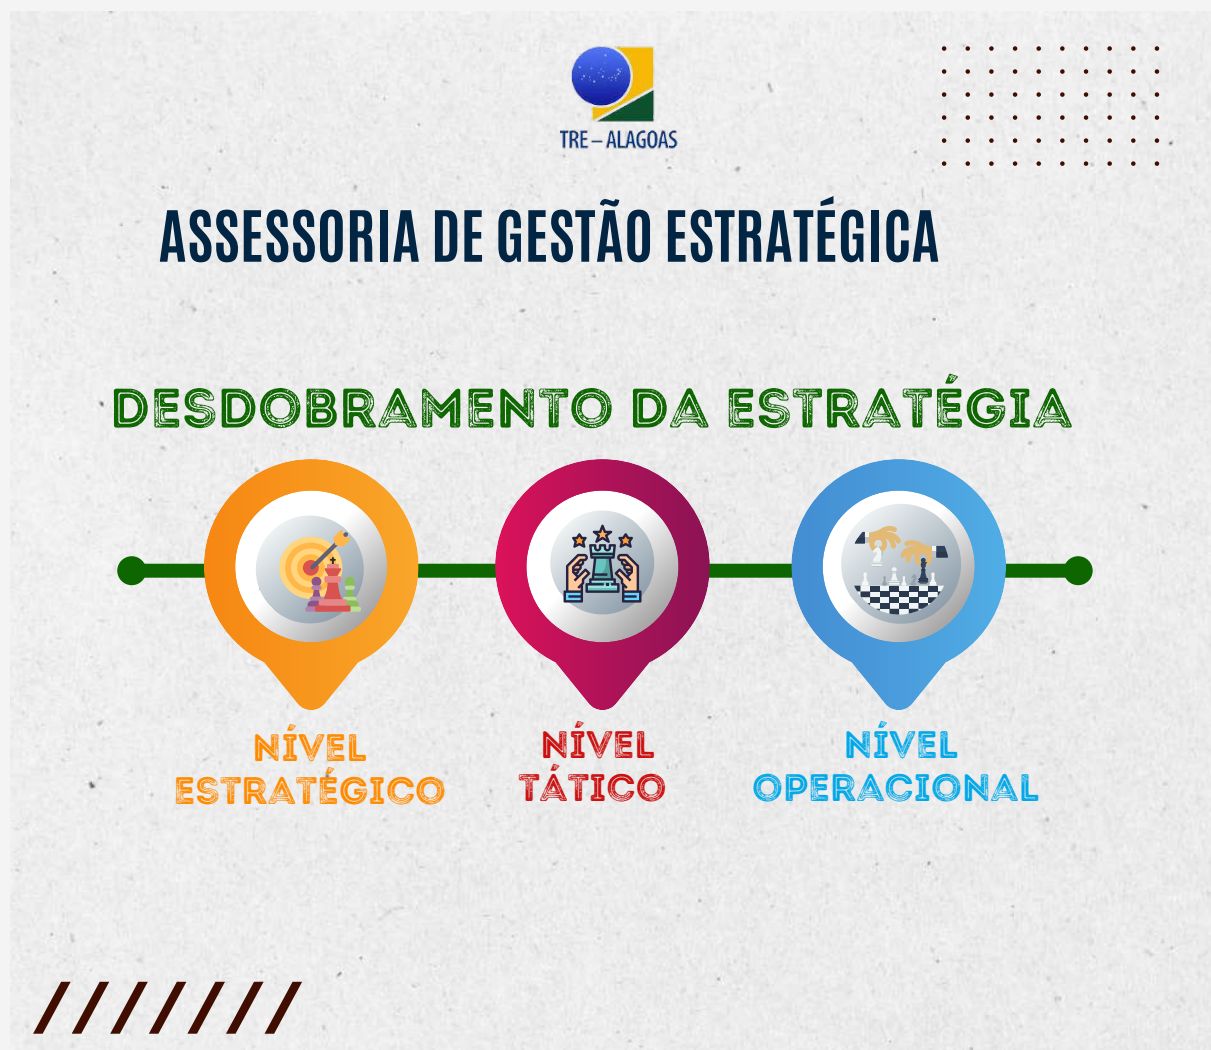 TRE – ALAGOAS
ASSESSORIA DE GESTÃO ESTRATÉGICA
DESDOBRAMENTO DA ESTRATÉGIA
NÍVEL
ESTRATÉGICO
NÍVEL
TÁTICO
NÍVEL
OPERACIONAL